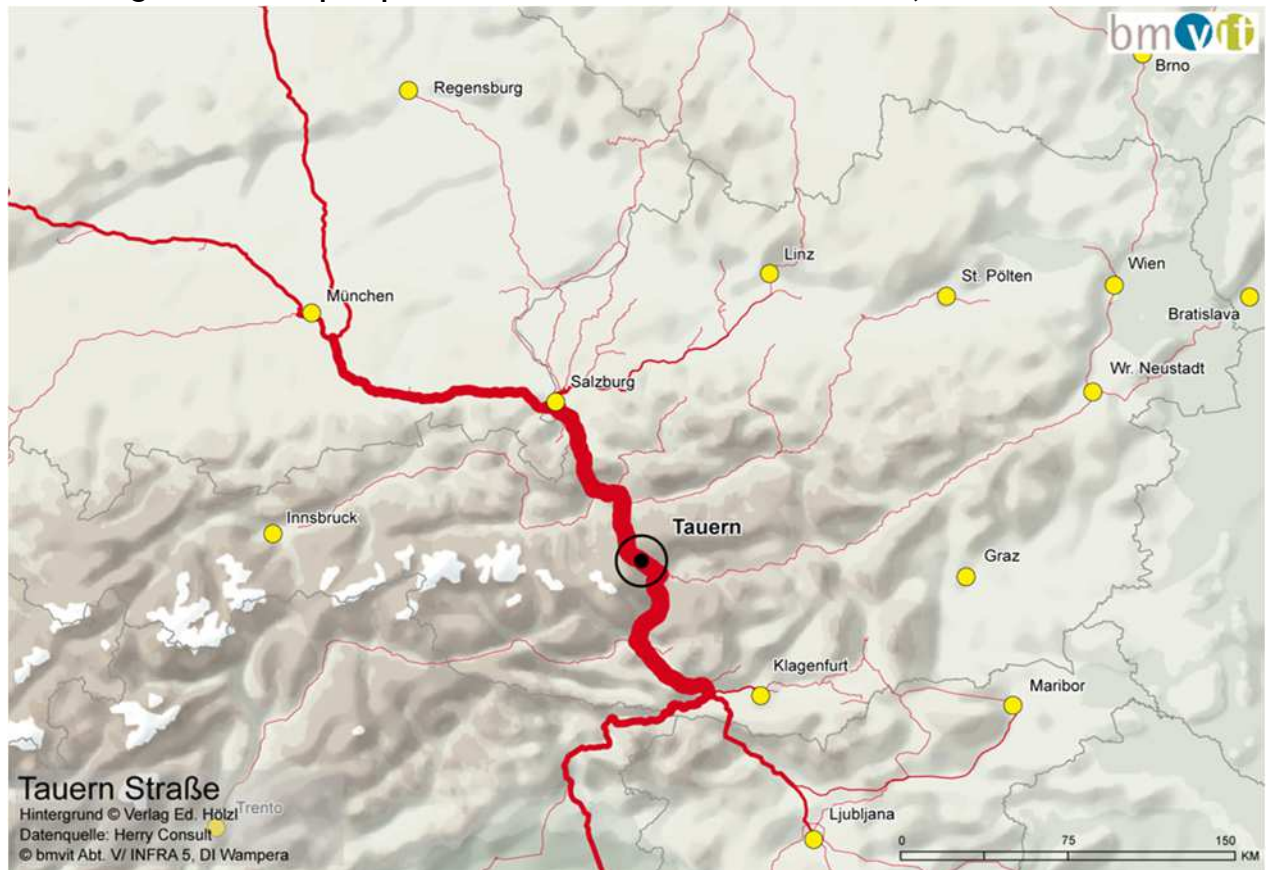 bmvit
Brno
Regensburg
Linz
St. Pölten
Wien
München
Bratislava
Salzburg
Wr. Neustadt
Innsbruck
Tauern
Graz
Klagenfurt
Maribor
Tauern Straße
Hintergrund © Verlag Ed. Hölzl
Trento
Datenquelle: Herry Consult
© bmvit Abt. V/ INFRA 5, DI Wampera
Ljubljana
0 75 150
KM